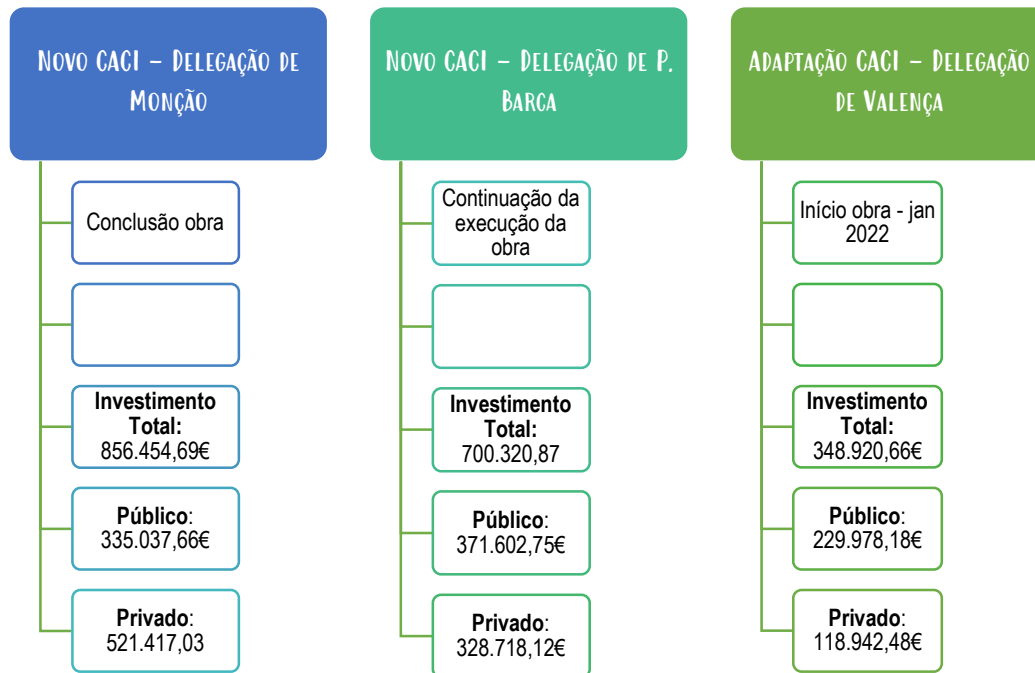 NOVO CACI – DELEGAÇÃO DE
MONÇÃO
Conclusão obra
Investimento
Total:
856.454,69€
Público:
335.037,66€
Privado:
521.417,03
NOVO CACI – DELEGAÇÃO DE P.
BARCA
Continuação da
execução da
obra
Investimento
Total:
700.320,87
Público:
371.602,75€
Privado:
328.718,12€
ADAPTAÇÃO CACI – DELEGAÇÃO
DE VALENÇA
Início obra - jan
2022
Investimento
Total:
348.920,66€
Público:
229.978,18€
Privado:
118.942,48€